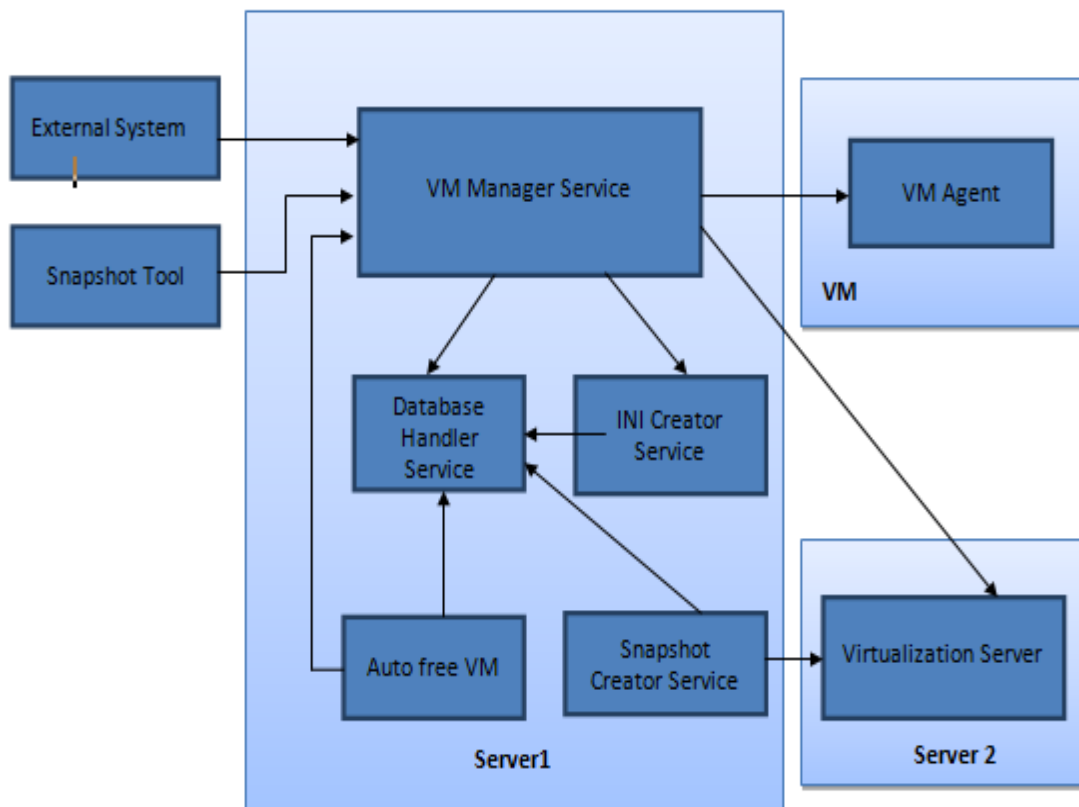 External System
VM Manager Service
VM Agent
Snapshot Tool
VM
Database
Handler
Service
INI Creator
Service
Auto free VM
Snapshot
Creator Service
Virtualization Server
Server1
Server 2